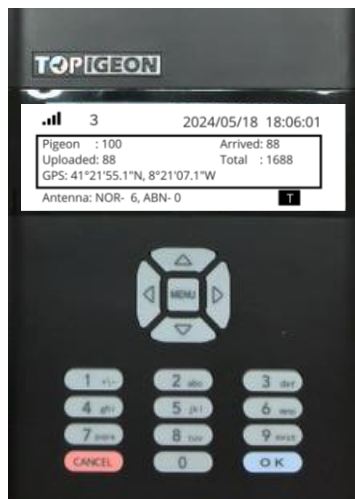 TOPIGEON
3 2024/05/18 18:06:01
Pigeon : 100 Arrived: 88
Uploaded: 88 Total : 1688
GPS: 41°21'55.1"N, 8°21'07.1"W
Antenna: NOR- 6, ABN- 0 T
MENU
1 2 abc 3 def
4 ghi 5 jkl 6 mno
7 8 tuv 9
CANCEL 0 OK